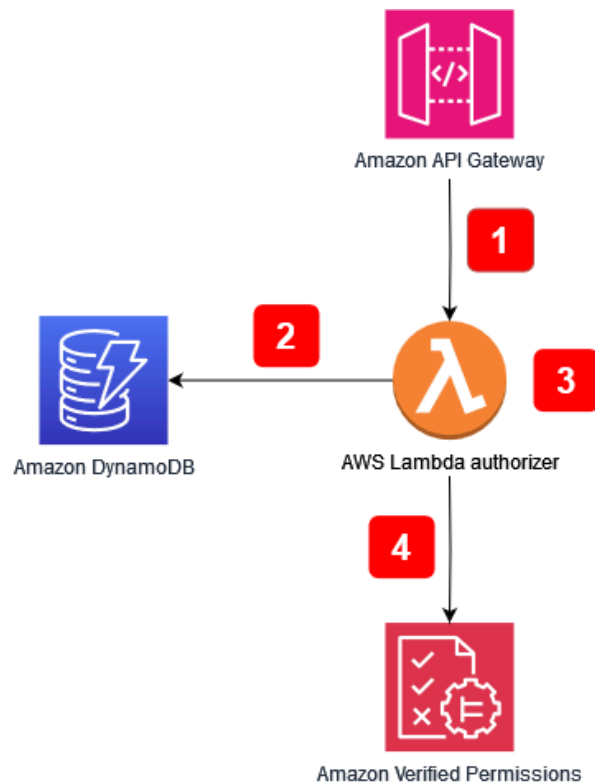 </>
Amazon API Gateway
1
2
3
Amazon DynamoDB
AWS Lambda authorizer
4
Amazon Verified Permissions